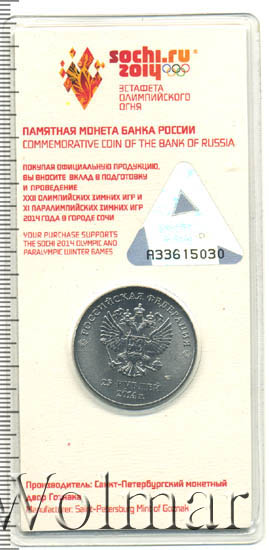 sochi.ru
2014
ЭСТАФЕТА
ОЛИМПИЙСКОГО
ОГНЯ
ПАМЯТНАЯ МОНЕТА БАНКА РОССИИ
COMMEMORATIVE COIN OF THE BANK OF RUSSIA
ПОКУПАЯ ОФИЦИАЛЬНУЮ ПРОДУКЦИЮ,
ВЫ ВНОСИТЕ ВКЛАД В ПОДГОТОВКУ
И ПРОВЕДЕНИЕ
XXII ОЛИМПИЙСКИХ ЗИМНИХ ИГР И
XI ПАРАЛИМПИЙСКИХ ЗИМНИХ ИГР
2014 ГОДА В ГОРОДЕ СОЧИ
YOUR PURCHASE SUPPORTS
THE SOCHI 2014 OLYMPIC AND
PARALYMPIC WINTER GAMES
A33615030
РОССИЙСКАЯ ФЕДЕРАЦИЯ
25 РУБЛЕЙ
2014 г.
Производитель: Санкт-Петербургский монетный
двор Гознака
Manufacturer: Saint-Petersburg Mint of Goznak
Wolmar